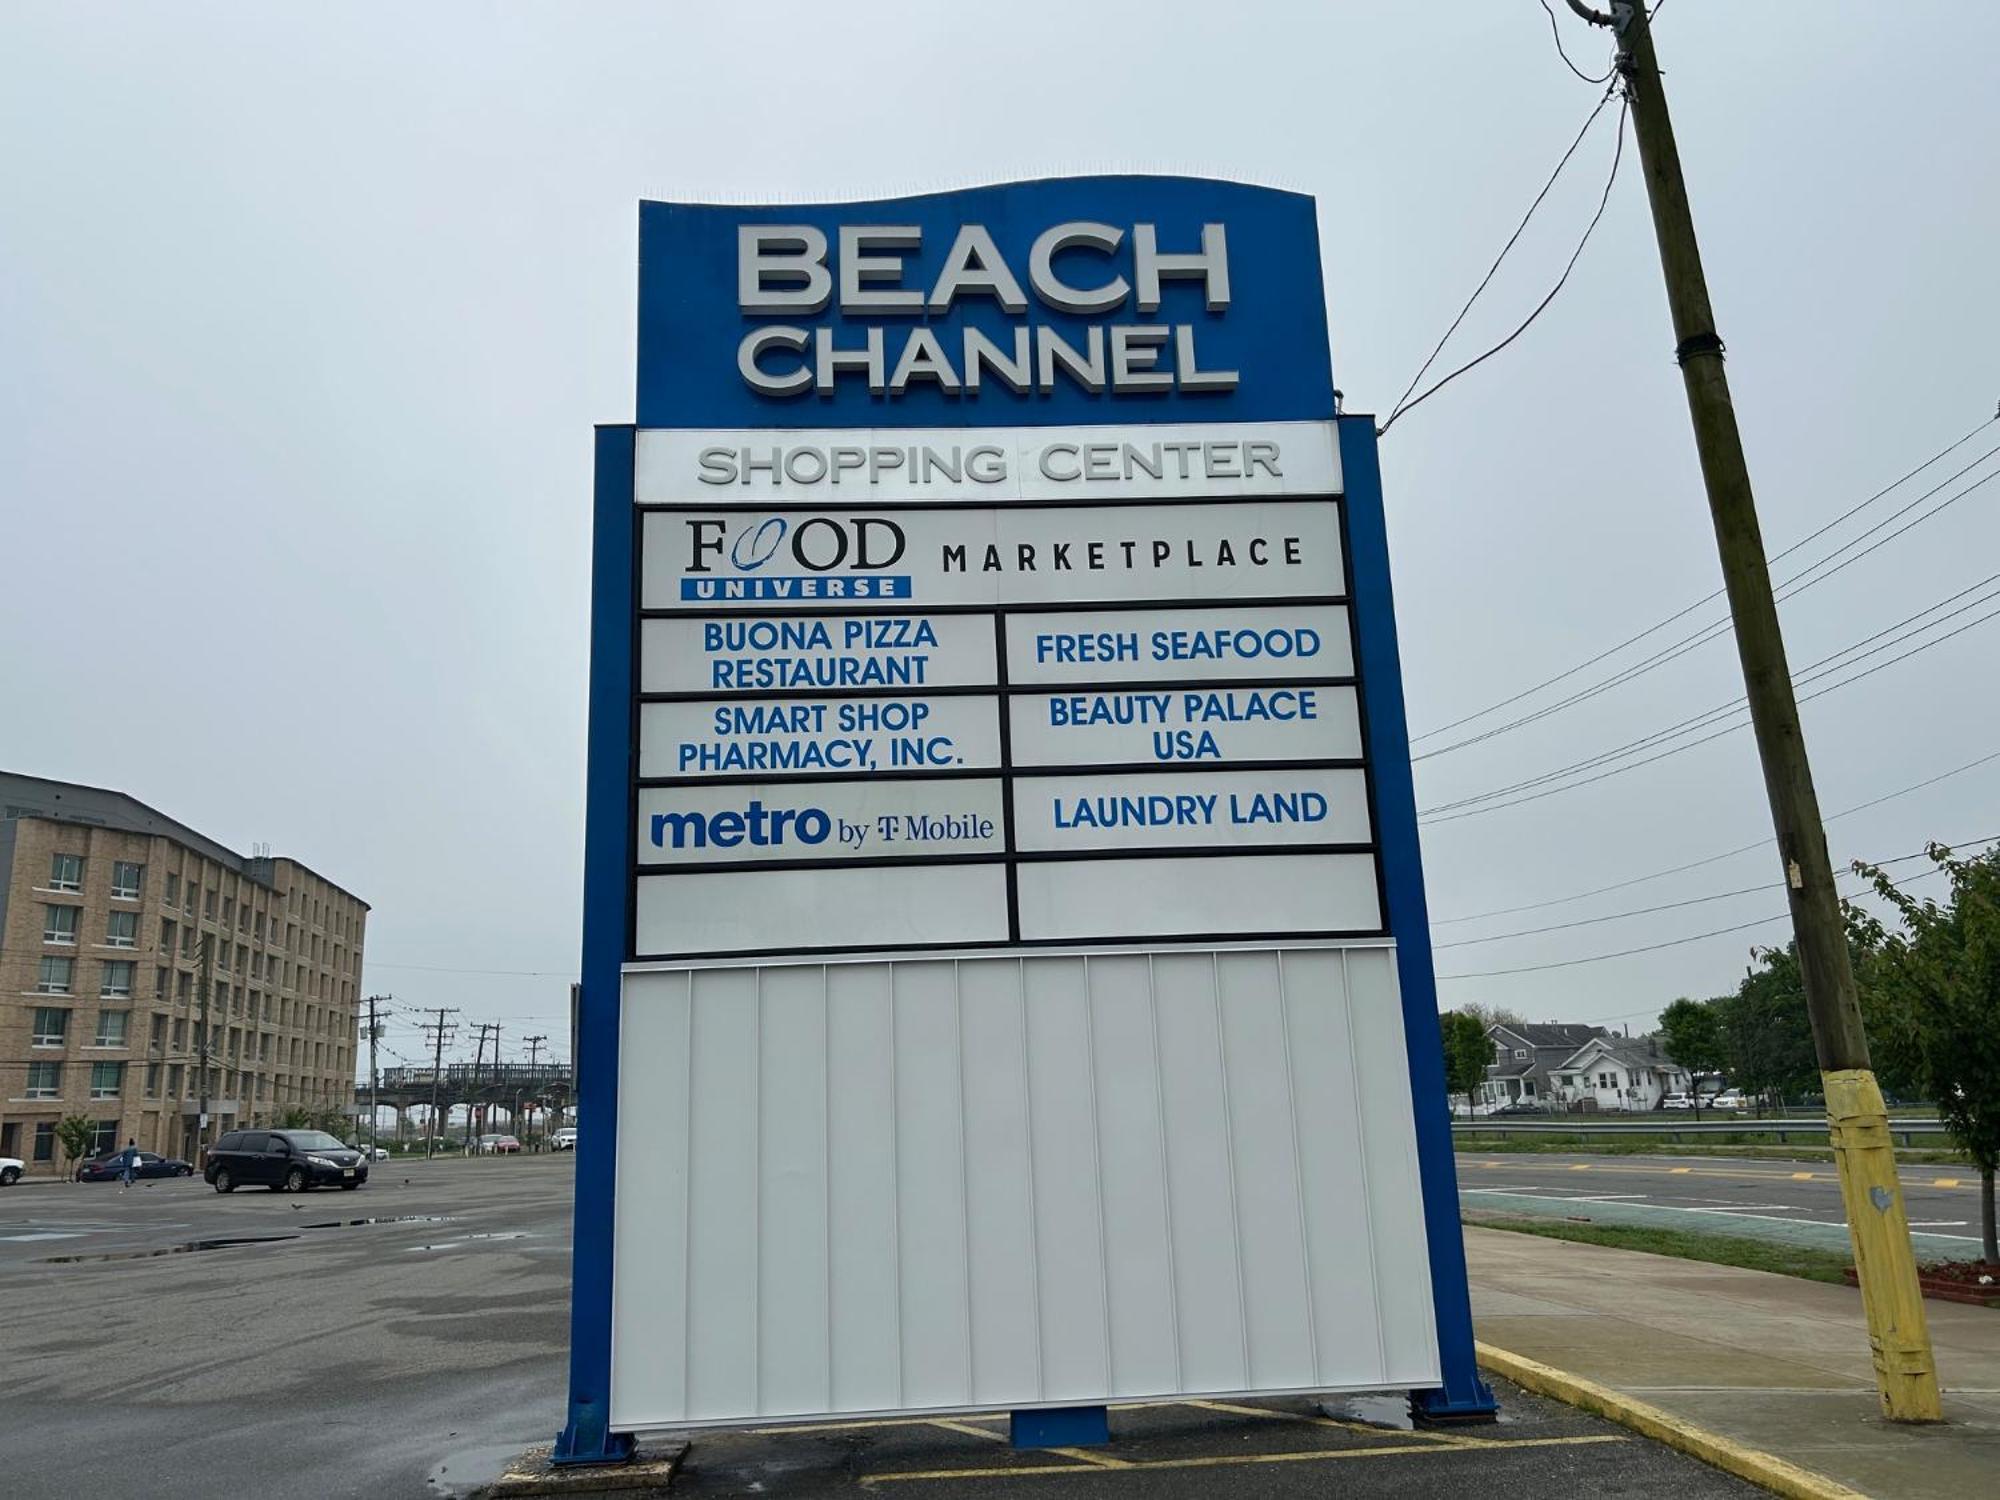 BEACH
CHANNEL
SHOPPING CENTER
FOOD
UNIVERSE
MARKETPLACE
BUONA PIZZA
RESTAURANT
FRESH SEAFOOD
SMART SHOP
PHARMACY, INC.
BEAUTY PALACE
USA
metro by T Mobile
LAUNDRY LAND